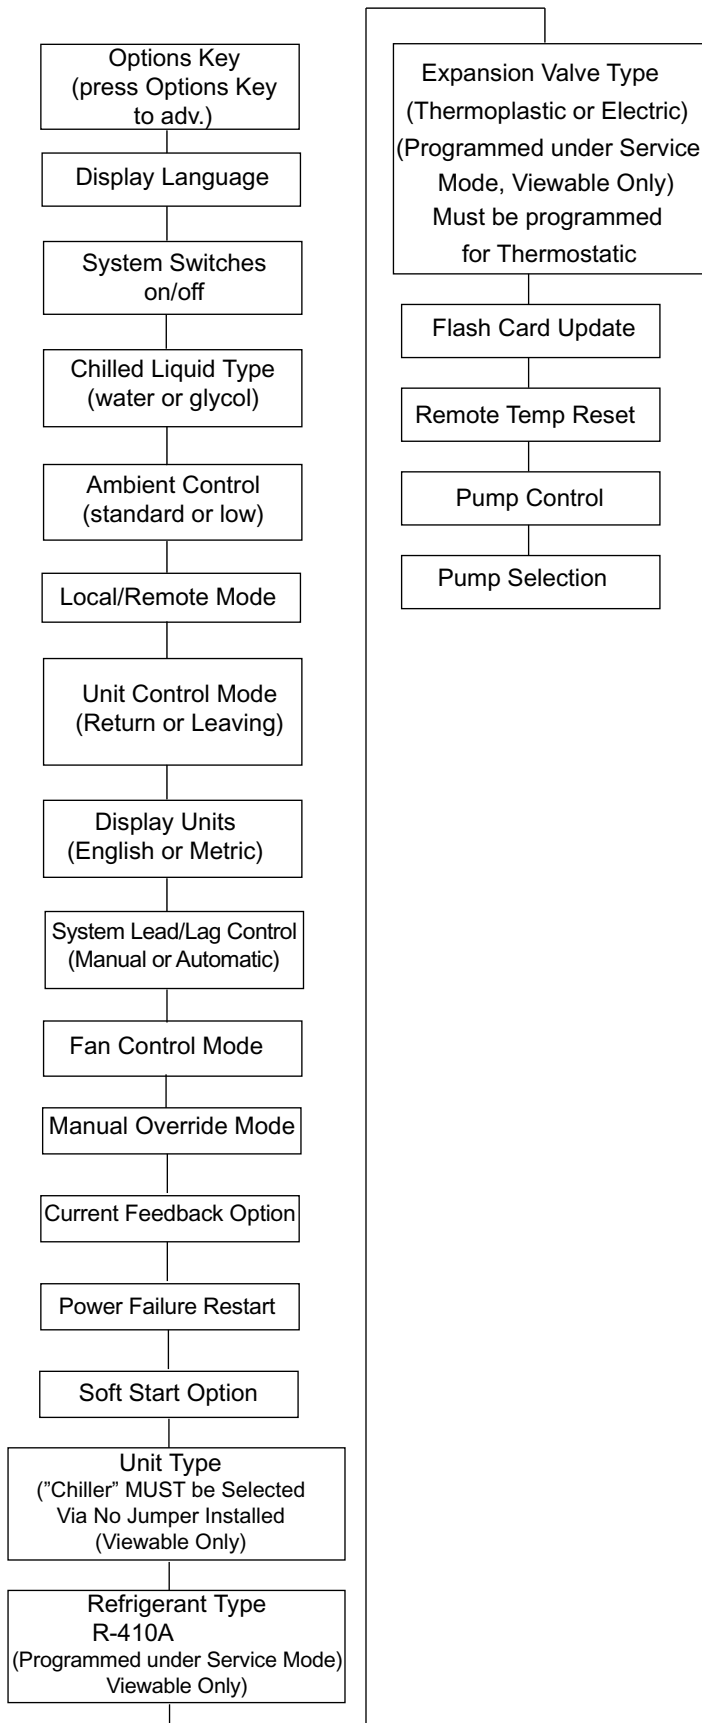 Options Key
(press Options Key
to adv.)
Display Language
System Switches
on/off
Chilled Liquid Type
(water or glycol)
Ambient Control
(standard or low)
Local/Remote Mode
Unit Control Mode
(Return or Leaving)
Display Units
(English or Metric)
System Lead/Lag Control
(Manual or Automatic)
Fan Control Mode
Manual Override Mode
Current Feedback Option
Power Failure Restart
Soft Start Option
Unit Type
(”Chiller” MUST be Selected
Via No Jumper Installed
(Viewable Only)
Refrigerant Type
R-410A
(Programmed under Service Mode)
Viewable Only)
Expansion Valve Type
(Thermoplastic or Electric)
(Programmed under Service
Mode, Viewable Only)
Must be programmed
for Thermostatic
Flash Card Update
Remote Temp Reset
Pump Control
Pump Selection